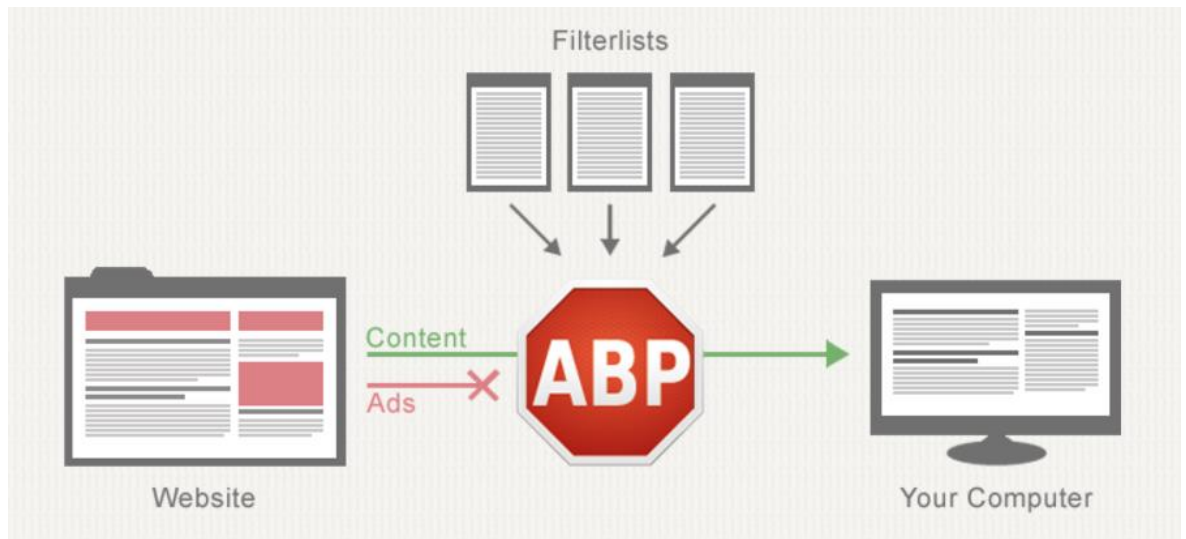 Filterlists
Content
Ads
ABP
Website
Your Computer